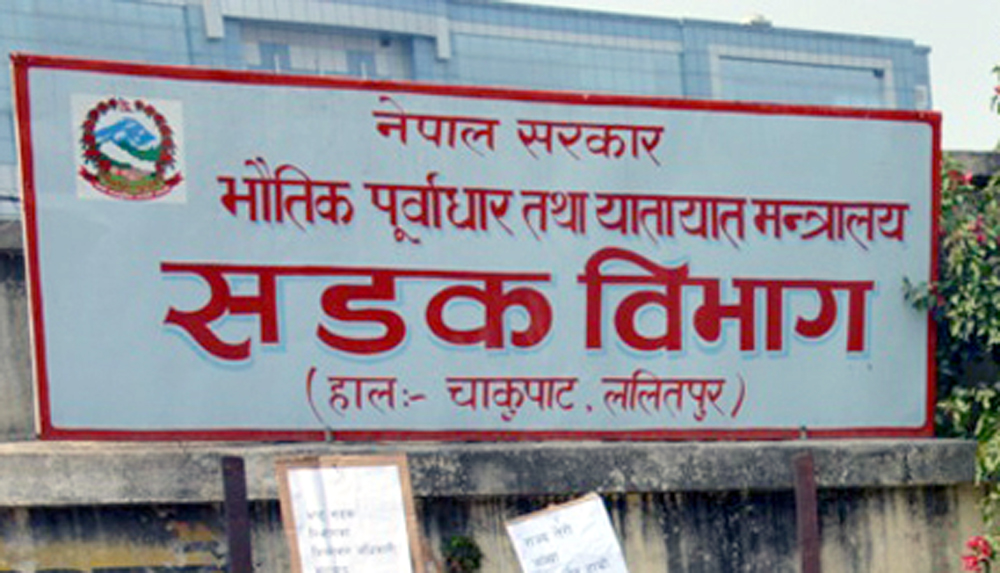 नेपाल सरकार
भौतिक पूर्वाधार तथा यातायात मन्त्रालय
सडक विभाग
(हाल:- चाकुपाट, ललितपुर)